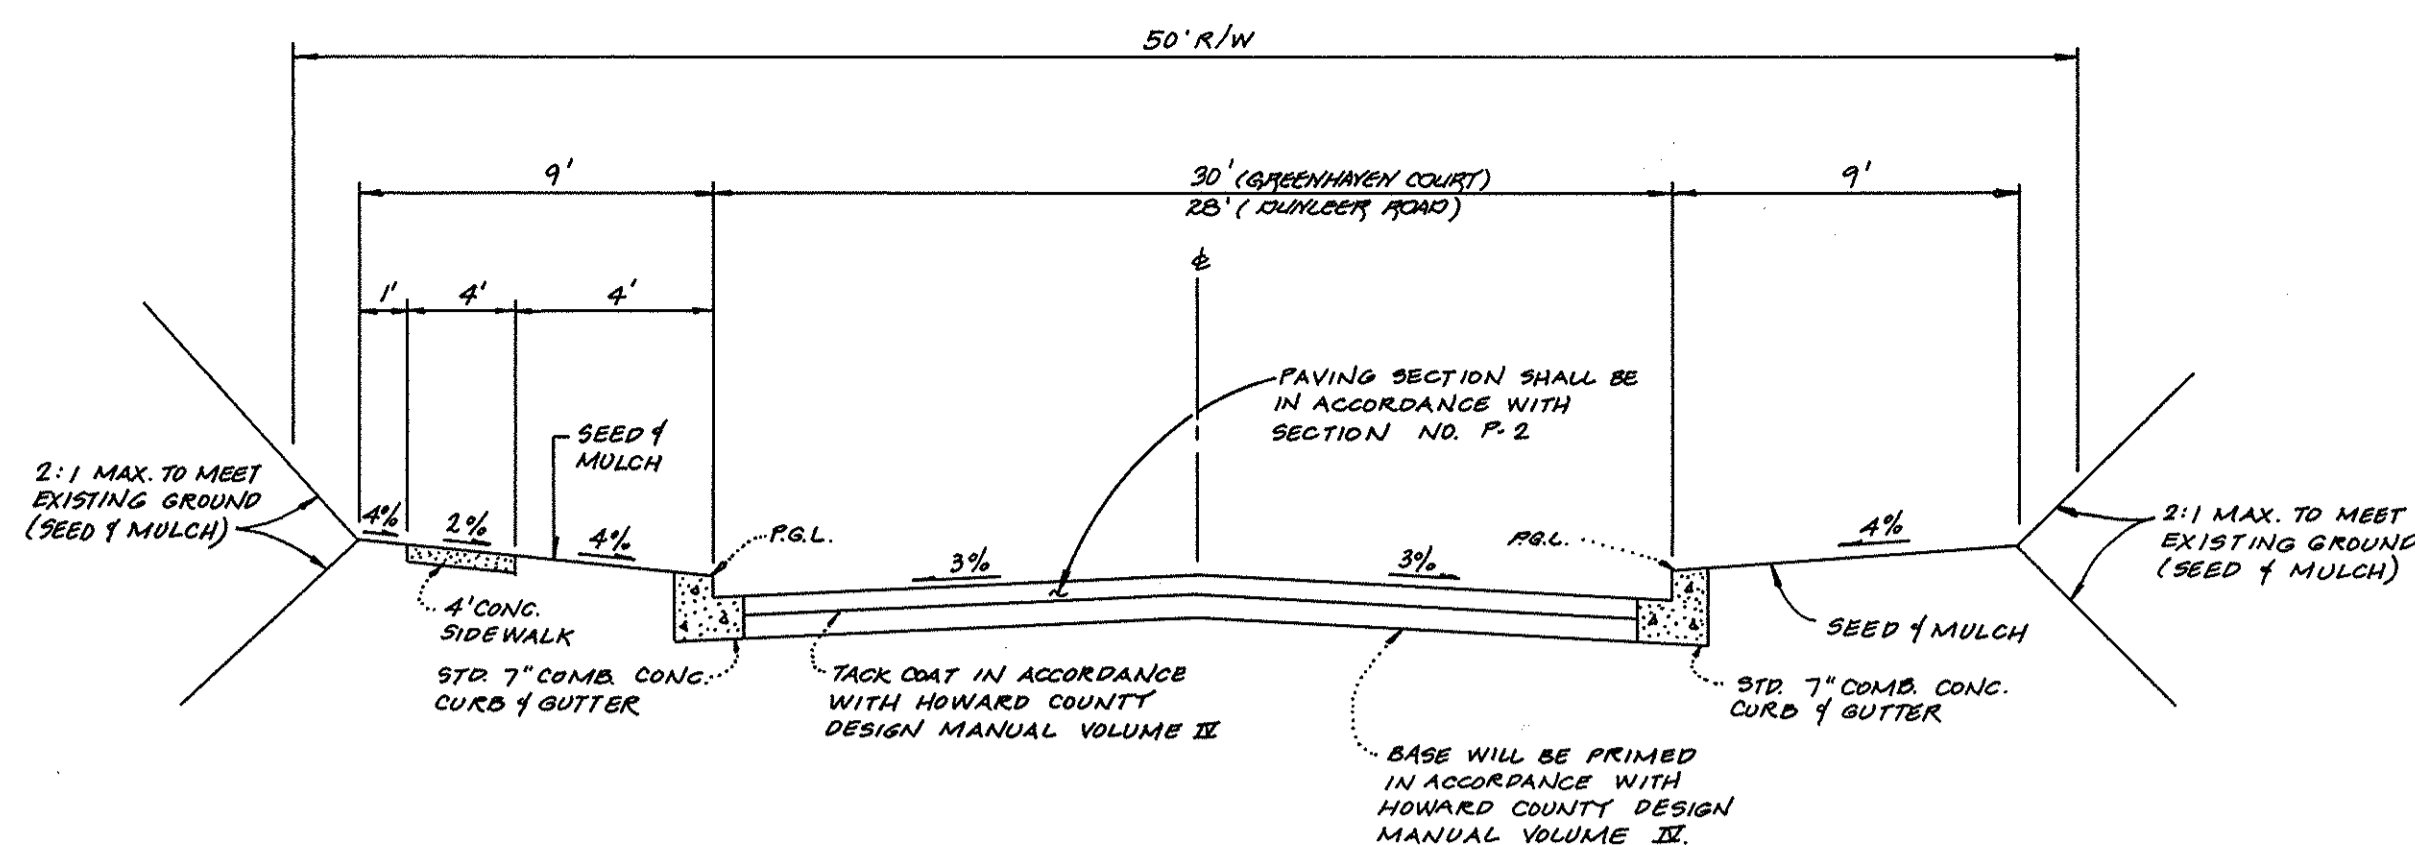 50' R/W
9'
30' (GREENHAVEN COURT)
28' (DUNLEER ROAD)
9'
1'
4'
4'
℄
PAVING SECTION SHALL BE
IN ACCORDANCE WITH
SECTION NO. P-2
SEED &
MULCH
2:1 MAX. TO MEET
EXISTING GROUND
(SEED & MULCH)
4%
2%
4%
P.G.L.
3%
3%
P.G.L.
4%
2:1 MAX. TO MEET
EXISTING GROUND
(SEED & MULCH)
4' CONC.
SIDEWALK
SEED & MULCH
STD. 7" COMB. CONC.
CURB & GUTTER
TACK COAT IN ACCORDANCE
WITH HOWARD COUNTY
DESIGN MANUAL VOLUME IV
STD. 7" COMB. CONC.
CURB & GUTTER
BASE WILL BE PRIMED
IN ACCORDANCE WITH
HOWARD COUNTY DESIGN
MANUAL VOLUME IV.